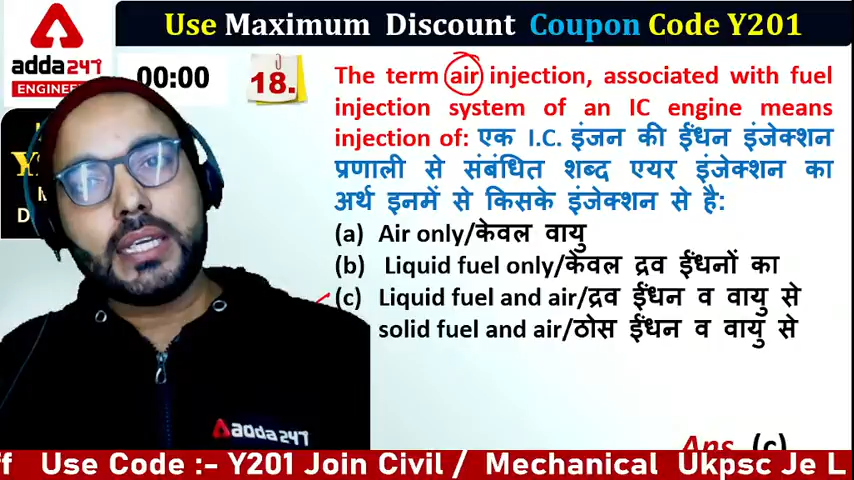 Use Maximum Discount Coupon Code Y201
adda247
ENGINEE
00:00
18.
The term air injection, associated with fuel
injection system of an IC engine means
injection of: एक I.C. इंजन की ईंधन इंजेक्शन
प्रणाली से संबंधित शब्द एयर इंजेक्शन का
अर्थ इनमें से किसके इंजेक्शन से है:
(a) Air only/केवल वायु
(b) Liquid fuel only/केवल द्रव ईंधनों का
(c) Liquid fuel and air/द्रव ईंधन व वायु से
solid fuel and air/ठोस ईंधन व वायु से
adda247
Ans (c)
ff Use Code :- Y201 Join Civil / Mechanical Ukpsc Je L